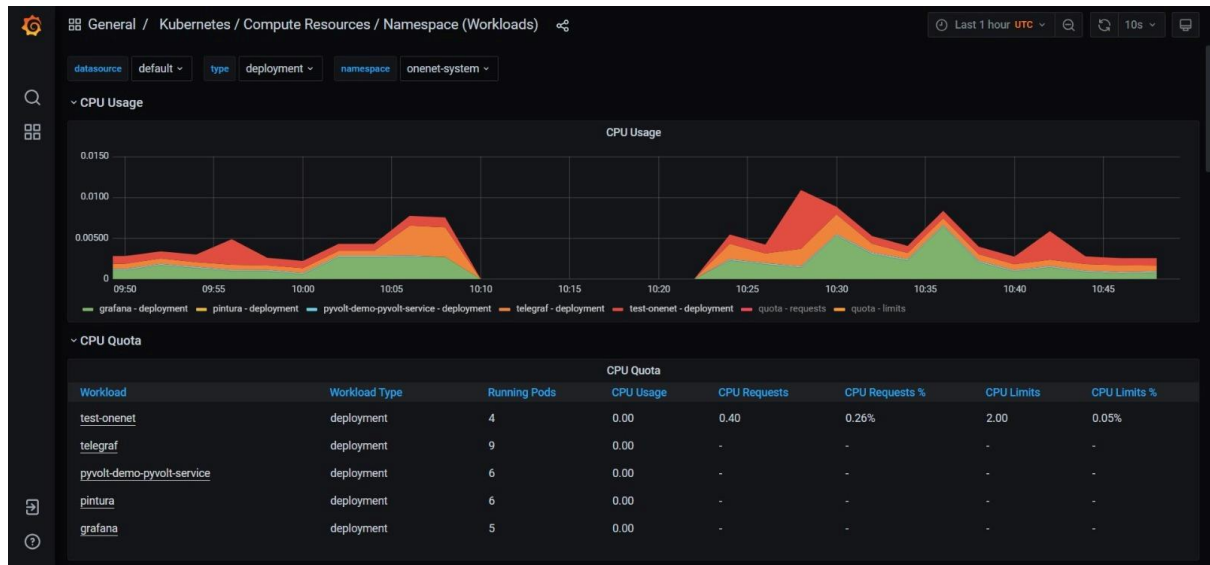 General / Kubernetes / Compute Resources / Namespace (Workloads)
Last 1 hour UTC
10s
datasource default type deployment namespace onenet-system
CPU Usage
CPU Usage
0.0150
0.0100
0.00500
0
09:50 09:55 10:00 10:05 10:10 10:15 10:20 10:25 10:30 10:35 10:40 10:45
grafana - deployment pintura - deployment pyvolt-demo-pyvolt-service - deployment telegraf - deployment test-onenet - deployment quota - requests quota - limits
CPU Quota
CPU Quota
Workload Workload Type Running Pods CPU Usage CPU Requests CPU Requests % CPU Limits CPU Limits %
test-onenet deployment 4 0.00 0.40 0.26% 2.00 0.05%
telegraf deployment 9 0.00 - - - -
pyvolt-demo-pyvolt-service deployment 6 0.00 - - - -
pintura deployment 6 0.00 - - - -
grafana deployment 5 0.00 - - - -